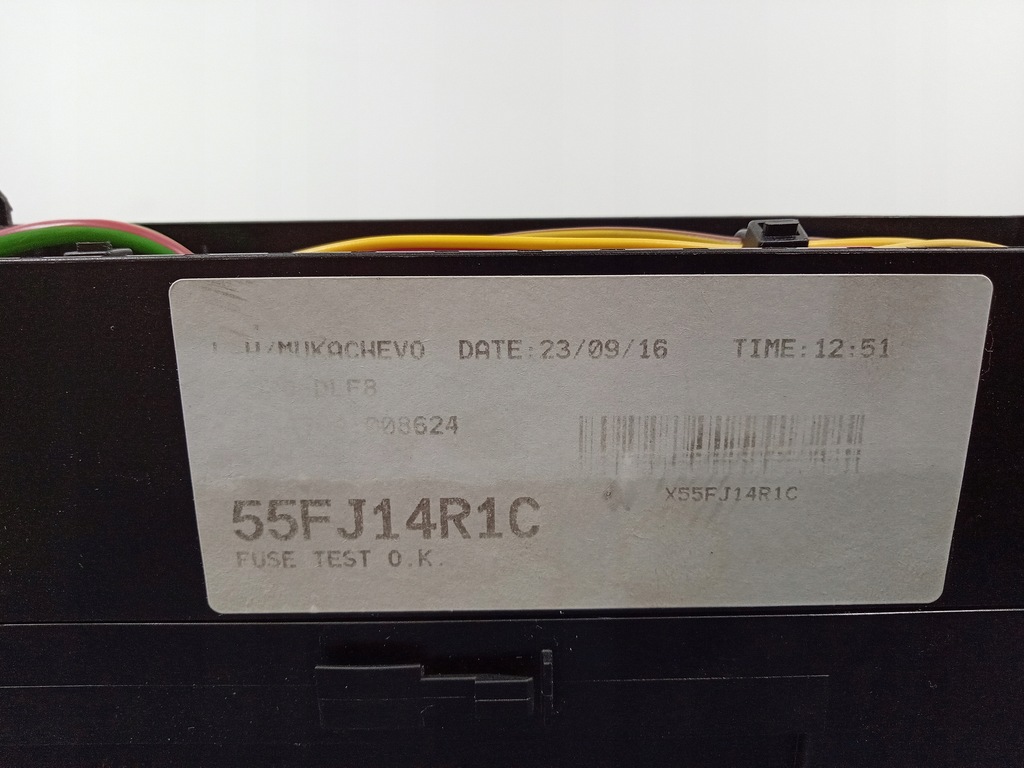 MUKACHEVO DATE:23/09/16 TIME:12:51
DLF8
008624
X55FJ14R1C
55FJ14R1C
FUSE TEST O.K.